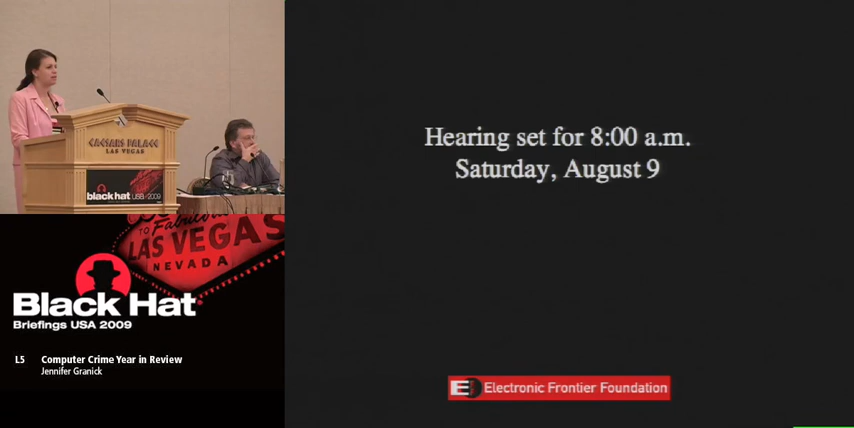 CAESARS PALACE
LAS VEGAS
black hat USA 2009
TO Fabulous
LAS VEGAS
NEVADA
Black Hat
Briefings USA 2009
L5 Computer Crime Year in Review
Jennifer Granick
Hearing set for 8:00 a.m.
Saturday, August 9
Electronic Frontier Foundation